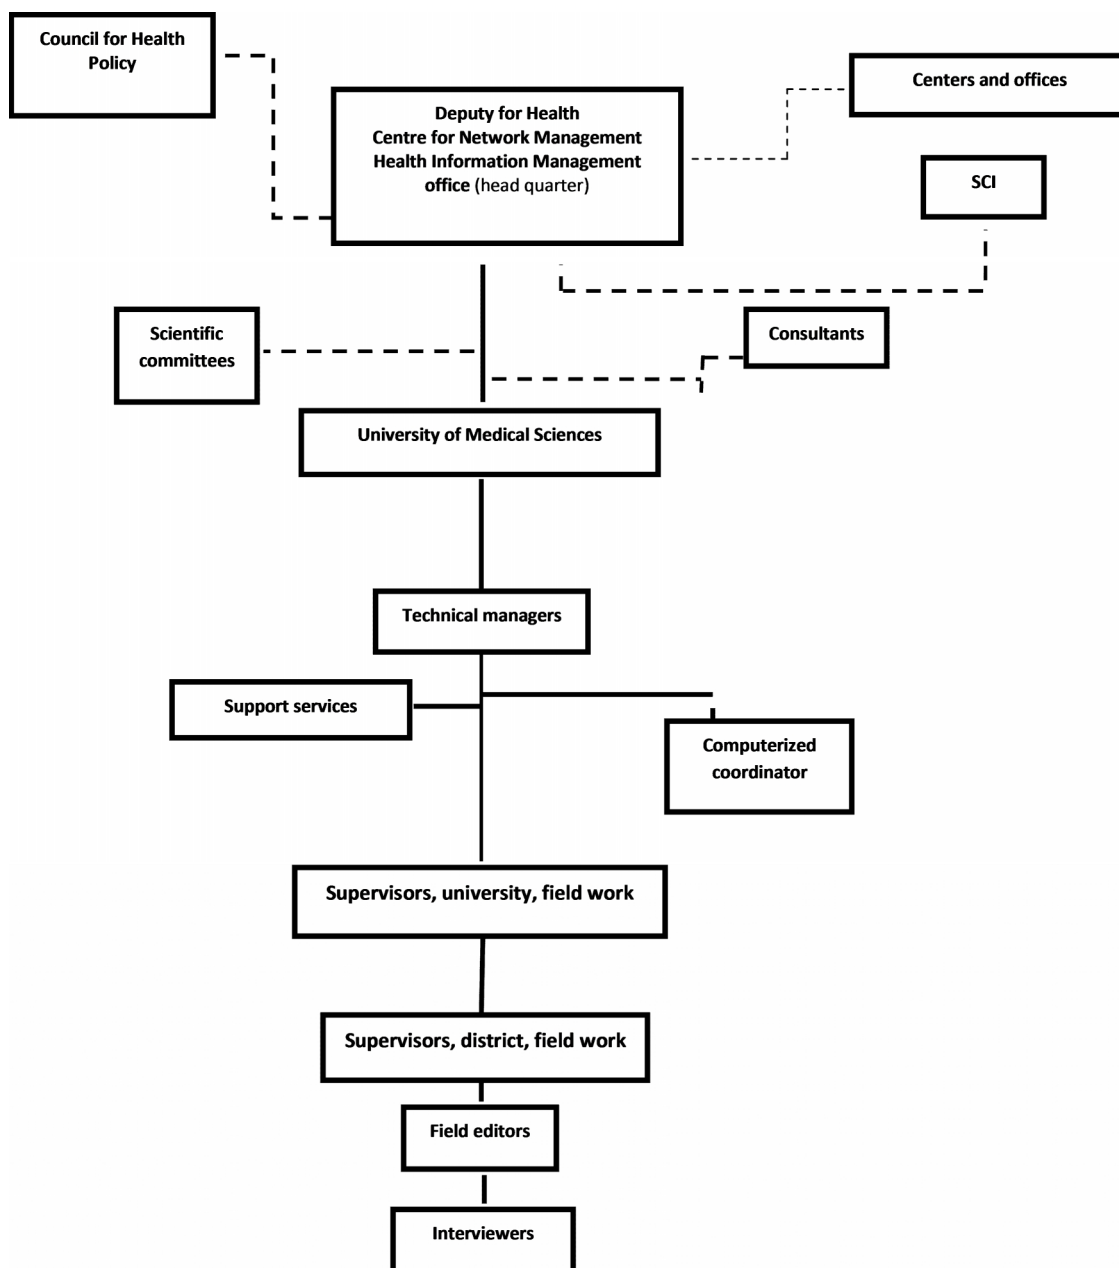 Council for Health
Policy
Centers and offices
Deputy for Health
Centre for Network Management
Health Information Management
office (head quarter)
SCI
Scientific
committees
Consultants
University of Medical Sciences
Technical managers
Support services
Computerized
coordinator
Supervisors, university, field work
Supervisors, district, field work
Field editors
Interviewers